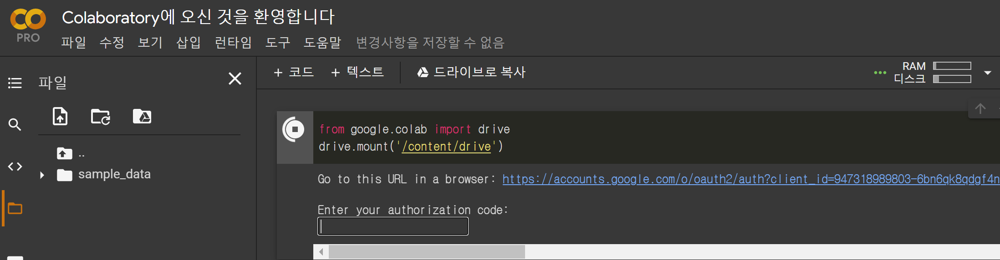 Colaboratory에 오신 것을 환영합니다
PRO
파일 수정 보기 삽입 런타임 도구 도움말 변경사항을 저장할 수 없음
파일
+ 코드 + 텍스트 드라이브로 복사
RAM
디스크
..
sample_data
from google.colab import drive
drive.mount('/content/drive')
Go to this URL in a browser: https://accounts.google.com/o/oauth2/auth?client_id=947318989803-6bn6qk8qdgf4n
Enter your authorization code: